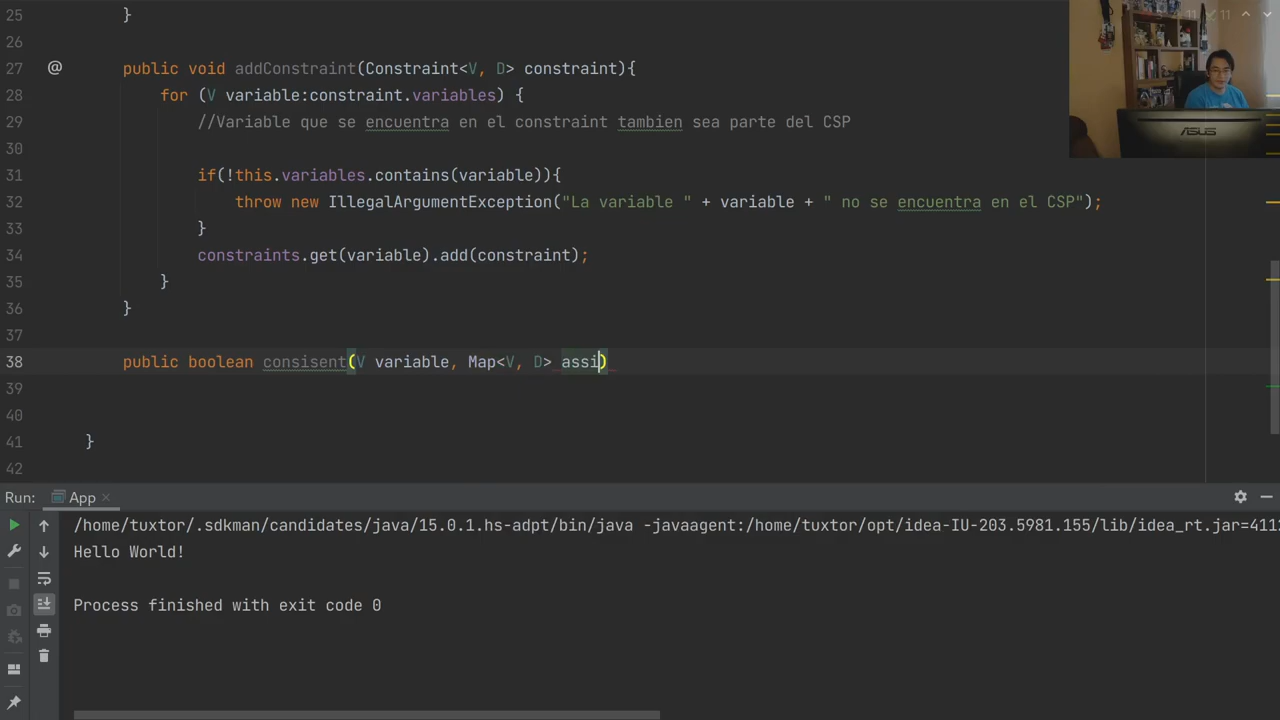 25 }
26
27 @ public void addConstraint(Constraint<V, D> constraint){
28 for (V variable:constraint.variables) {
29 //Variable que se encuentra en el constraint tambien sea parte del CSP
30
31 if(!this.variables.contains(variable)){
32 throw new IllegalArgumentException("La variable " + variable + " no se encuentra en el CSP");
33 }
34 constraints.get(variable).add(constraint);
35 }
36 }
37
38 public boolean consisent(V variable, Map<V, D> assi)
39
40
41 }
42
11 11
ASUS
Run: App ×
/home/tuxtor/.sdkman/candidates/java/15.0.1.hs-adpt/bin/java -javaagent:/home/tuxtor/opt/idea-IU-203.5981.155/lib/idea_rt.jar=4112
Hello World!
Process finished with exit code 0